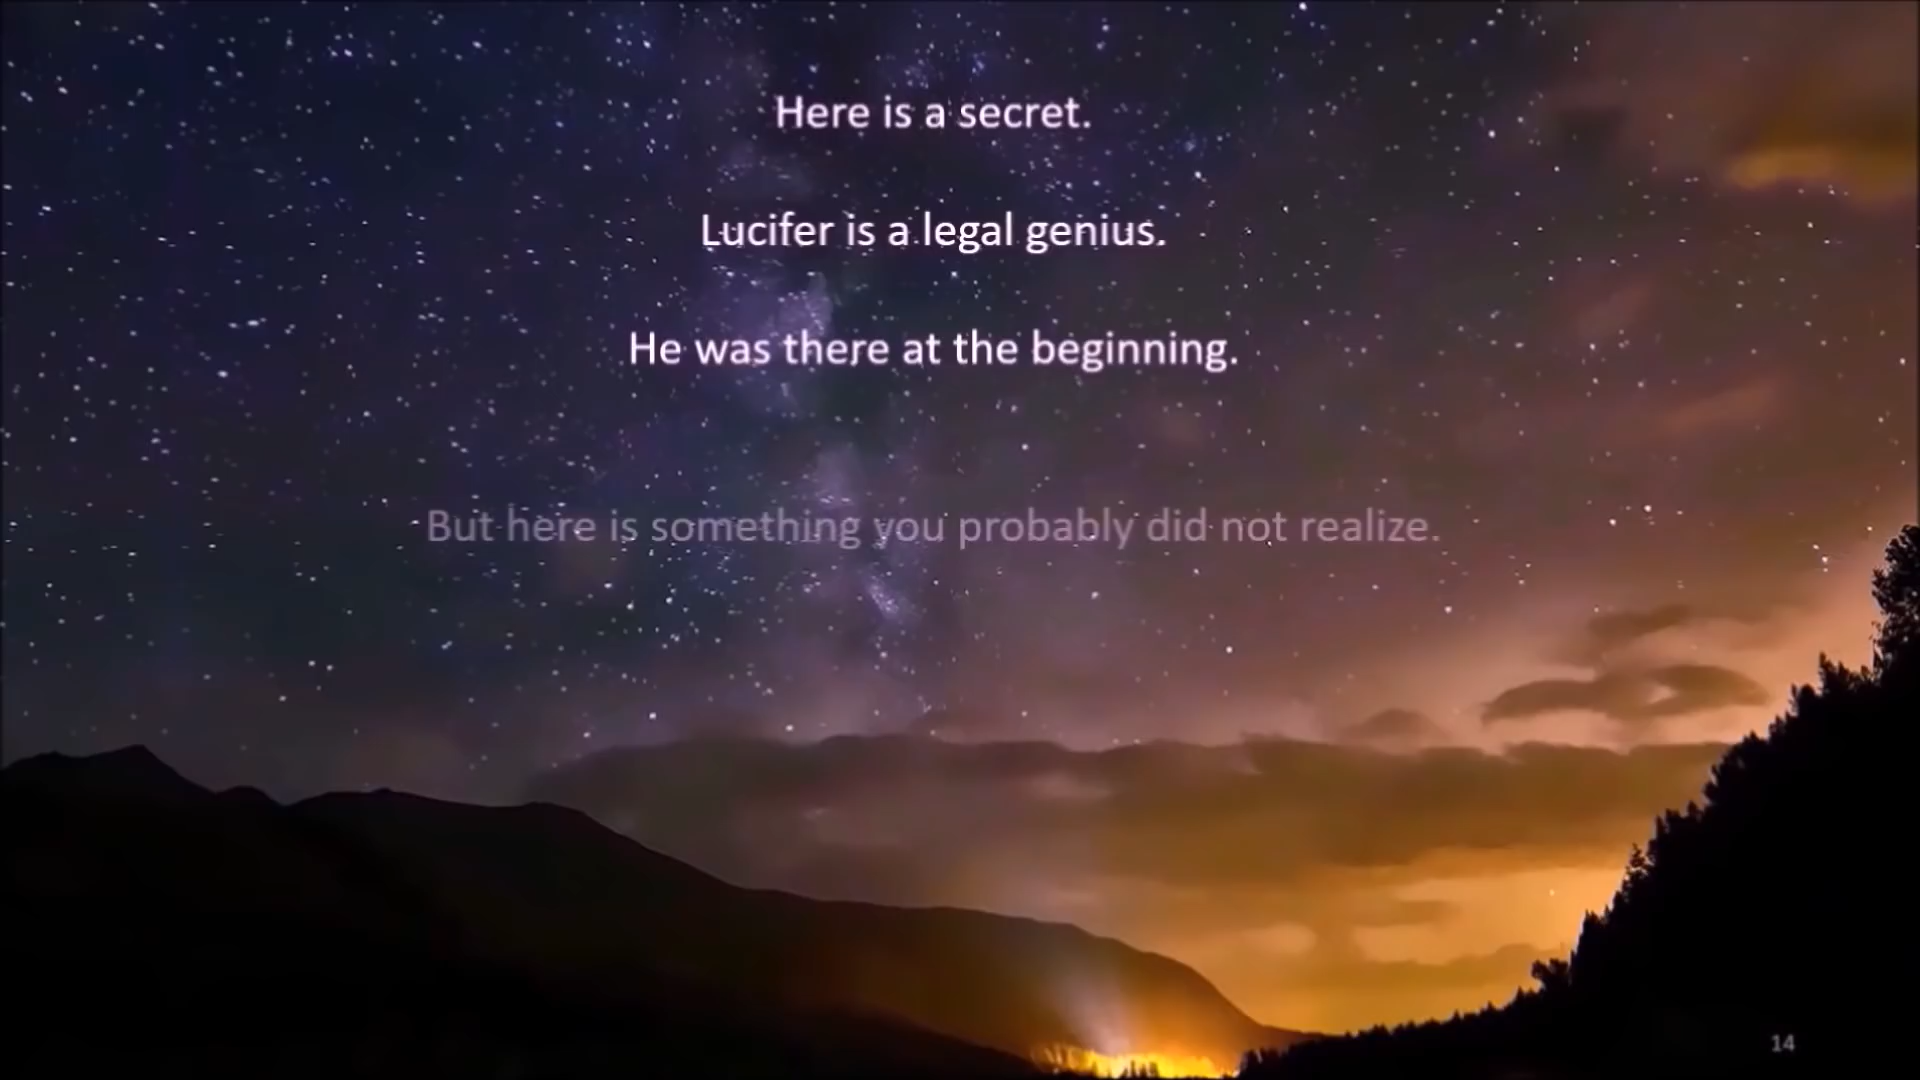 Here is a secret.
Lucifer is a legal genius.
He was there at the beginning.
But here is something you probably did not realize.
14